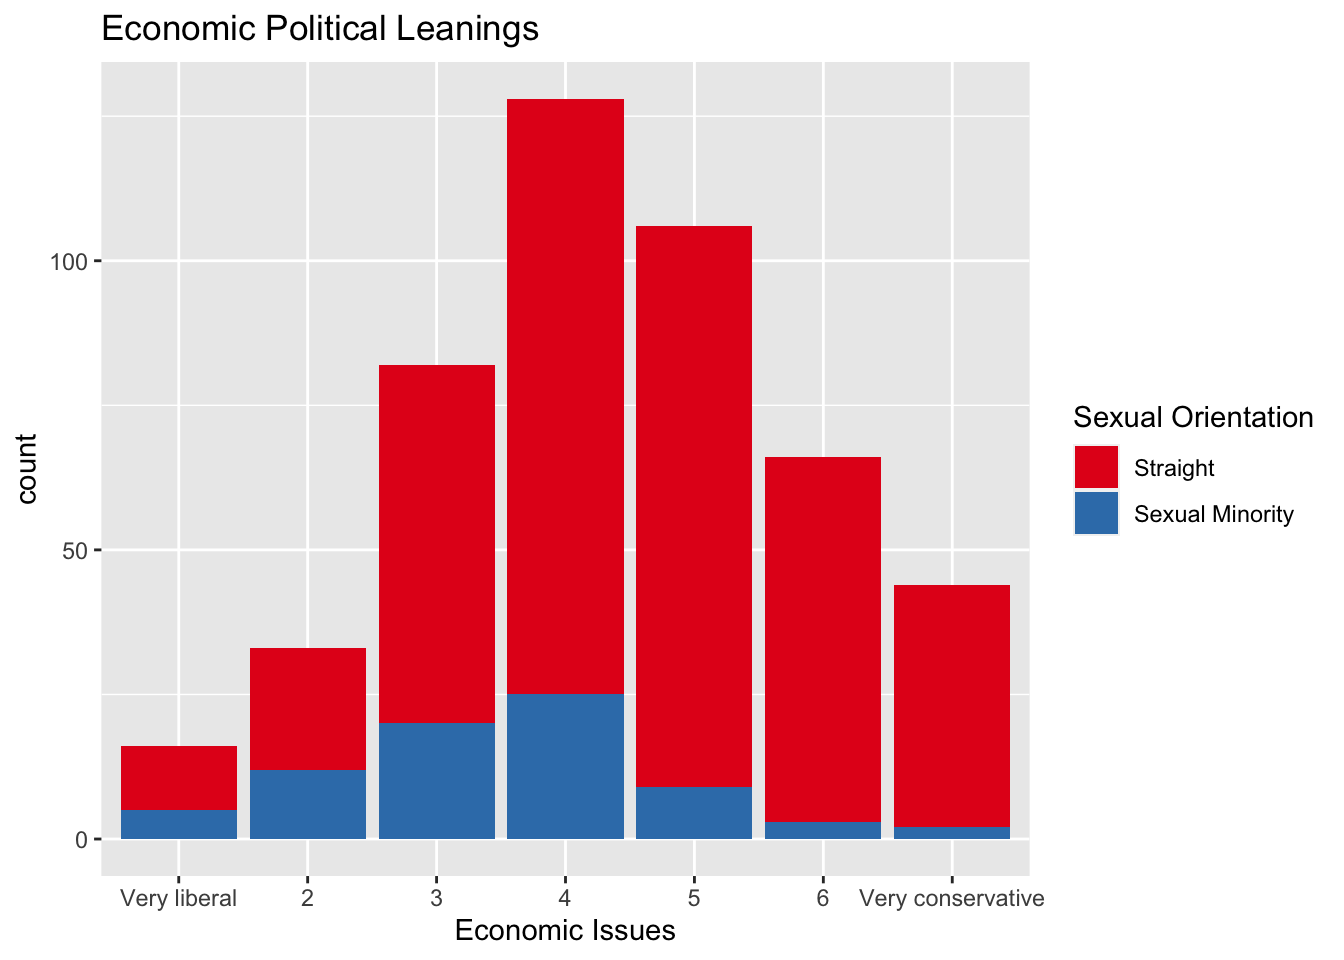 Economic Political Leanings
count
100
50
0
Very liberal 2 3 4 5 6 Very conservative
Economic Issues
Sexual Orientation
Straight
Sexual Minority